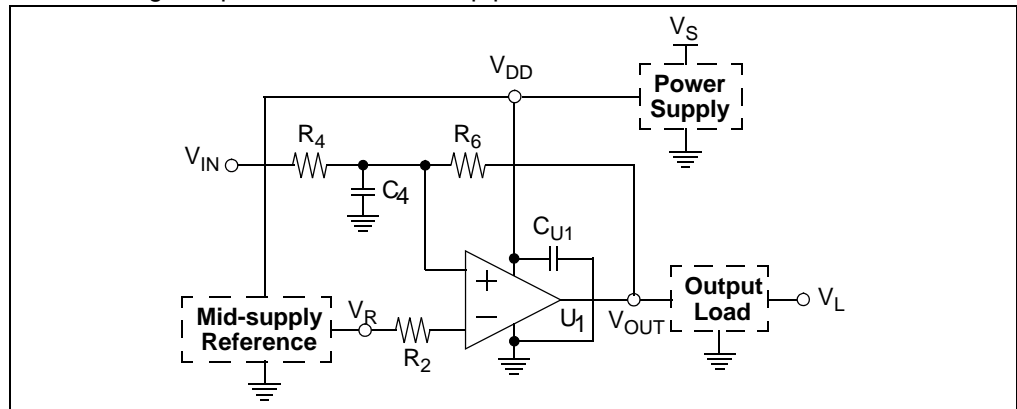 V_S
V_DD
Power
Supply
R_4
R_6
V_IN
C_4
C_U1
+
−
V_R
Mid-supply
Reference
R_2
U_1
V_OUT
Output
Load
V_L